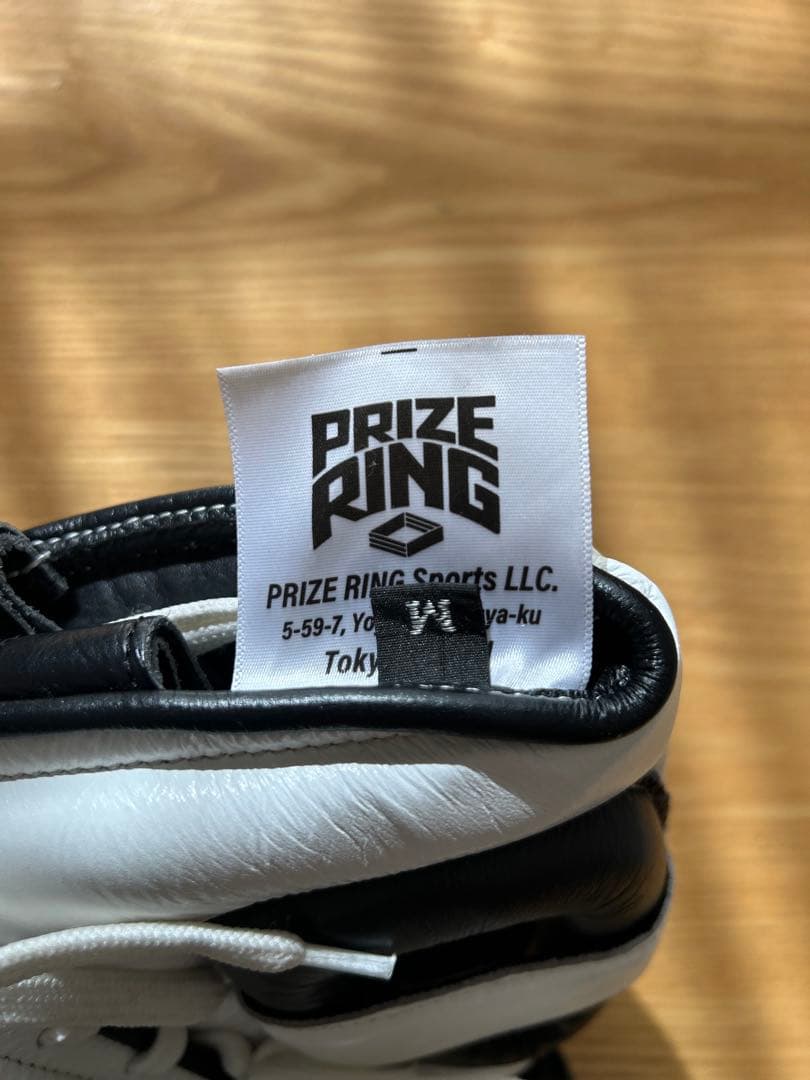 PRIZE
RING
PRIZE RING Sports LLC.
5-59-7,
M